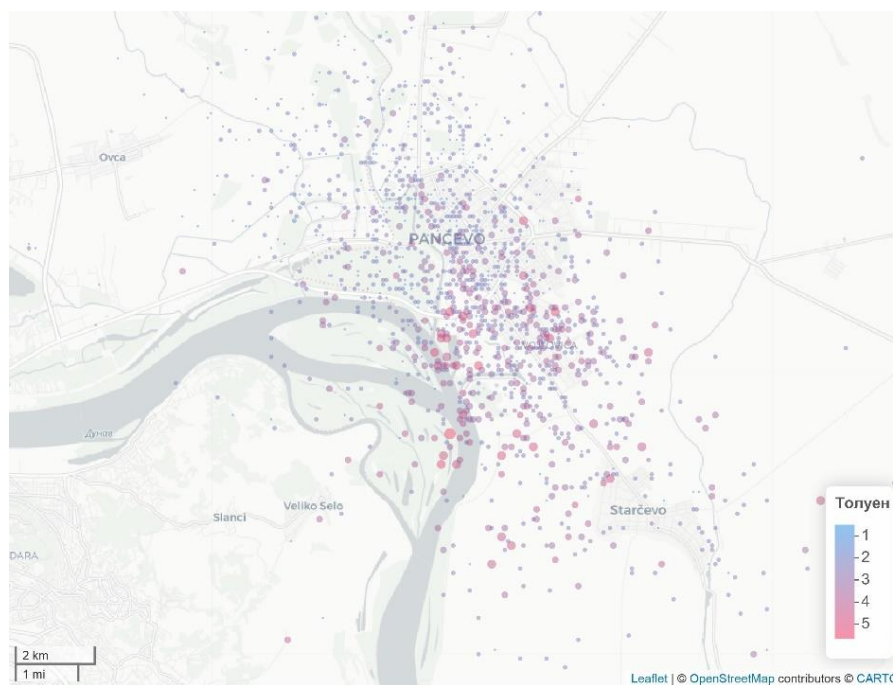 Ovca
PANČEVO
VOJLOVICA
Дунав
Veliko Selo
Slanci
Starčevo
DARA
Толуен
1
2
3
4
5
2 km
1 mi
Leaflet | © OpenStreetMap contributors © CARTO